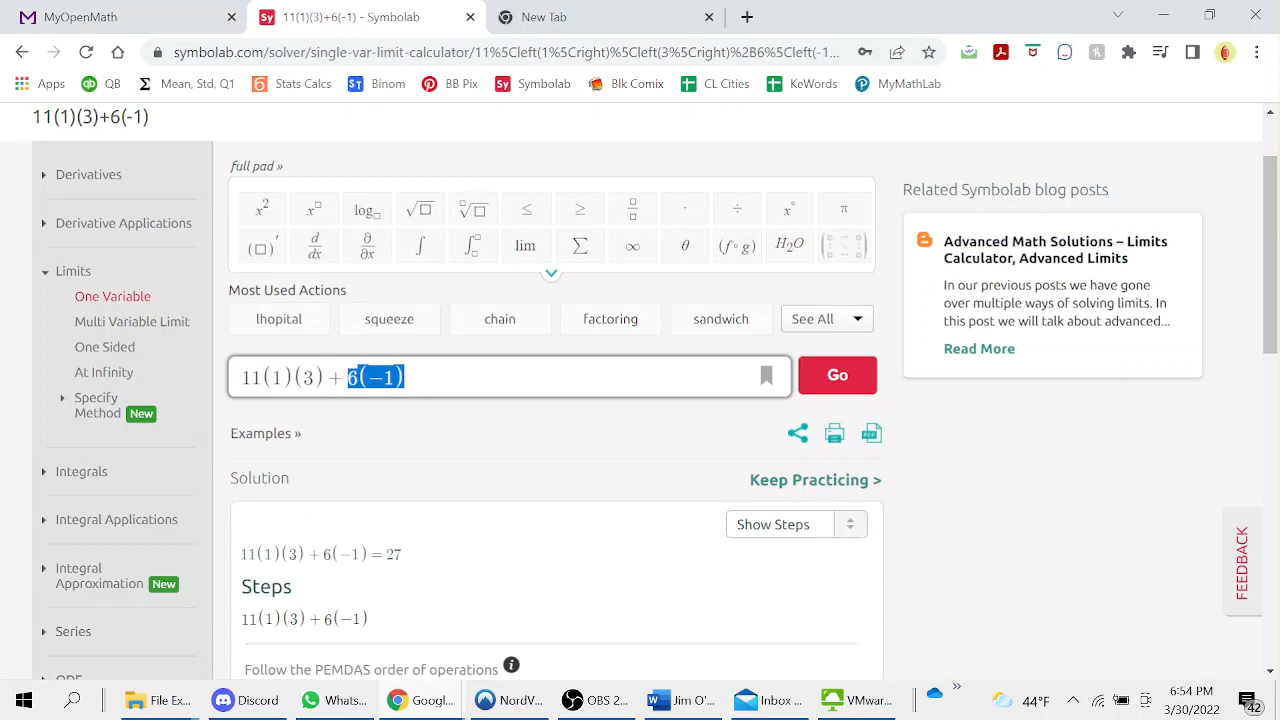 MyOpenMath
11(1)(3)+6(-1) - Symbolab
New Tab
symbolab.com/solver/single-var-limit-calculator/11%5Cleft(1%5Cright)%5Cleft(3%5Cright)%2B6%5Cleft(-1...
Apps
QB
Mean, Std, Q1
Stats Calcs
Binom
BB Pix
Symbolab
Blk Comix
CL Cities
KeWords
MyMathLab
11(1)(3)+6(-1)
Derivatives
Derivative Applications
Limits
One Variable
Multi Variable Limit
One Sided
At Infinity
Specify
Method New
Integrals
Integral Applications
Integral
Approximation New
Series
ODE
full pad »
x² x□ log□ √□ □√□ ≤ ≥ □/□ · ÷ x° π
(□)′ d/dx ∂/∂x ∫ ∫□□ lim ∑ ∞ θ (f∘g) H₂O
Most Used Actions
lhopital squeeze chain factoring sandwich See All
11(1)(3)+6(−1)
Go
Examples »
Solution
Keep Practicing >
Show Steps
11(1)(3)+6(−1)=27
Steps
11(1)(3)+6(−1)
Follow the PEMDAS order of operations
Related Symbolab blog posts
Advanced Math Solutions – Limits
Calculator, Advanced Limits
In our previous posts we have gone
over multiple ways of solving limits. In
this post we will talk about advanced...
Read More
FEEDBACK
File Ex...
Discord
Whats...
Googl...
NordV...
OBS 2...
Jim O'...
Inbox ...
VMwar...
44°F
6:54 PM
3/30/2022
42